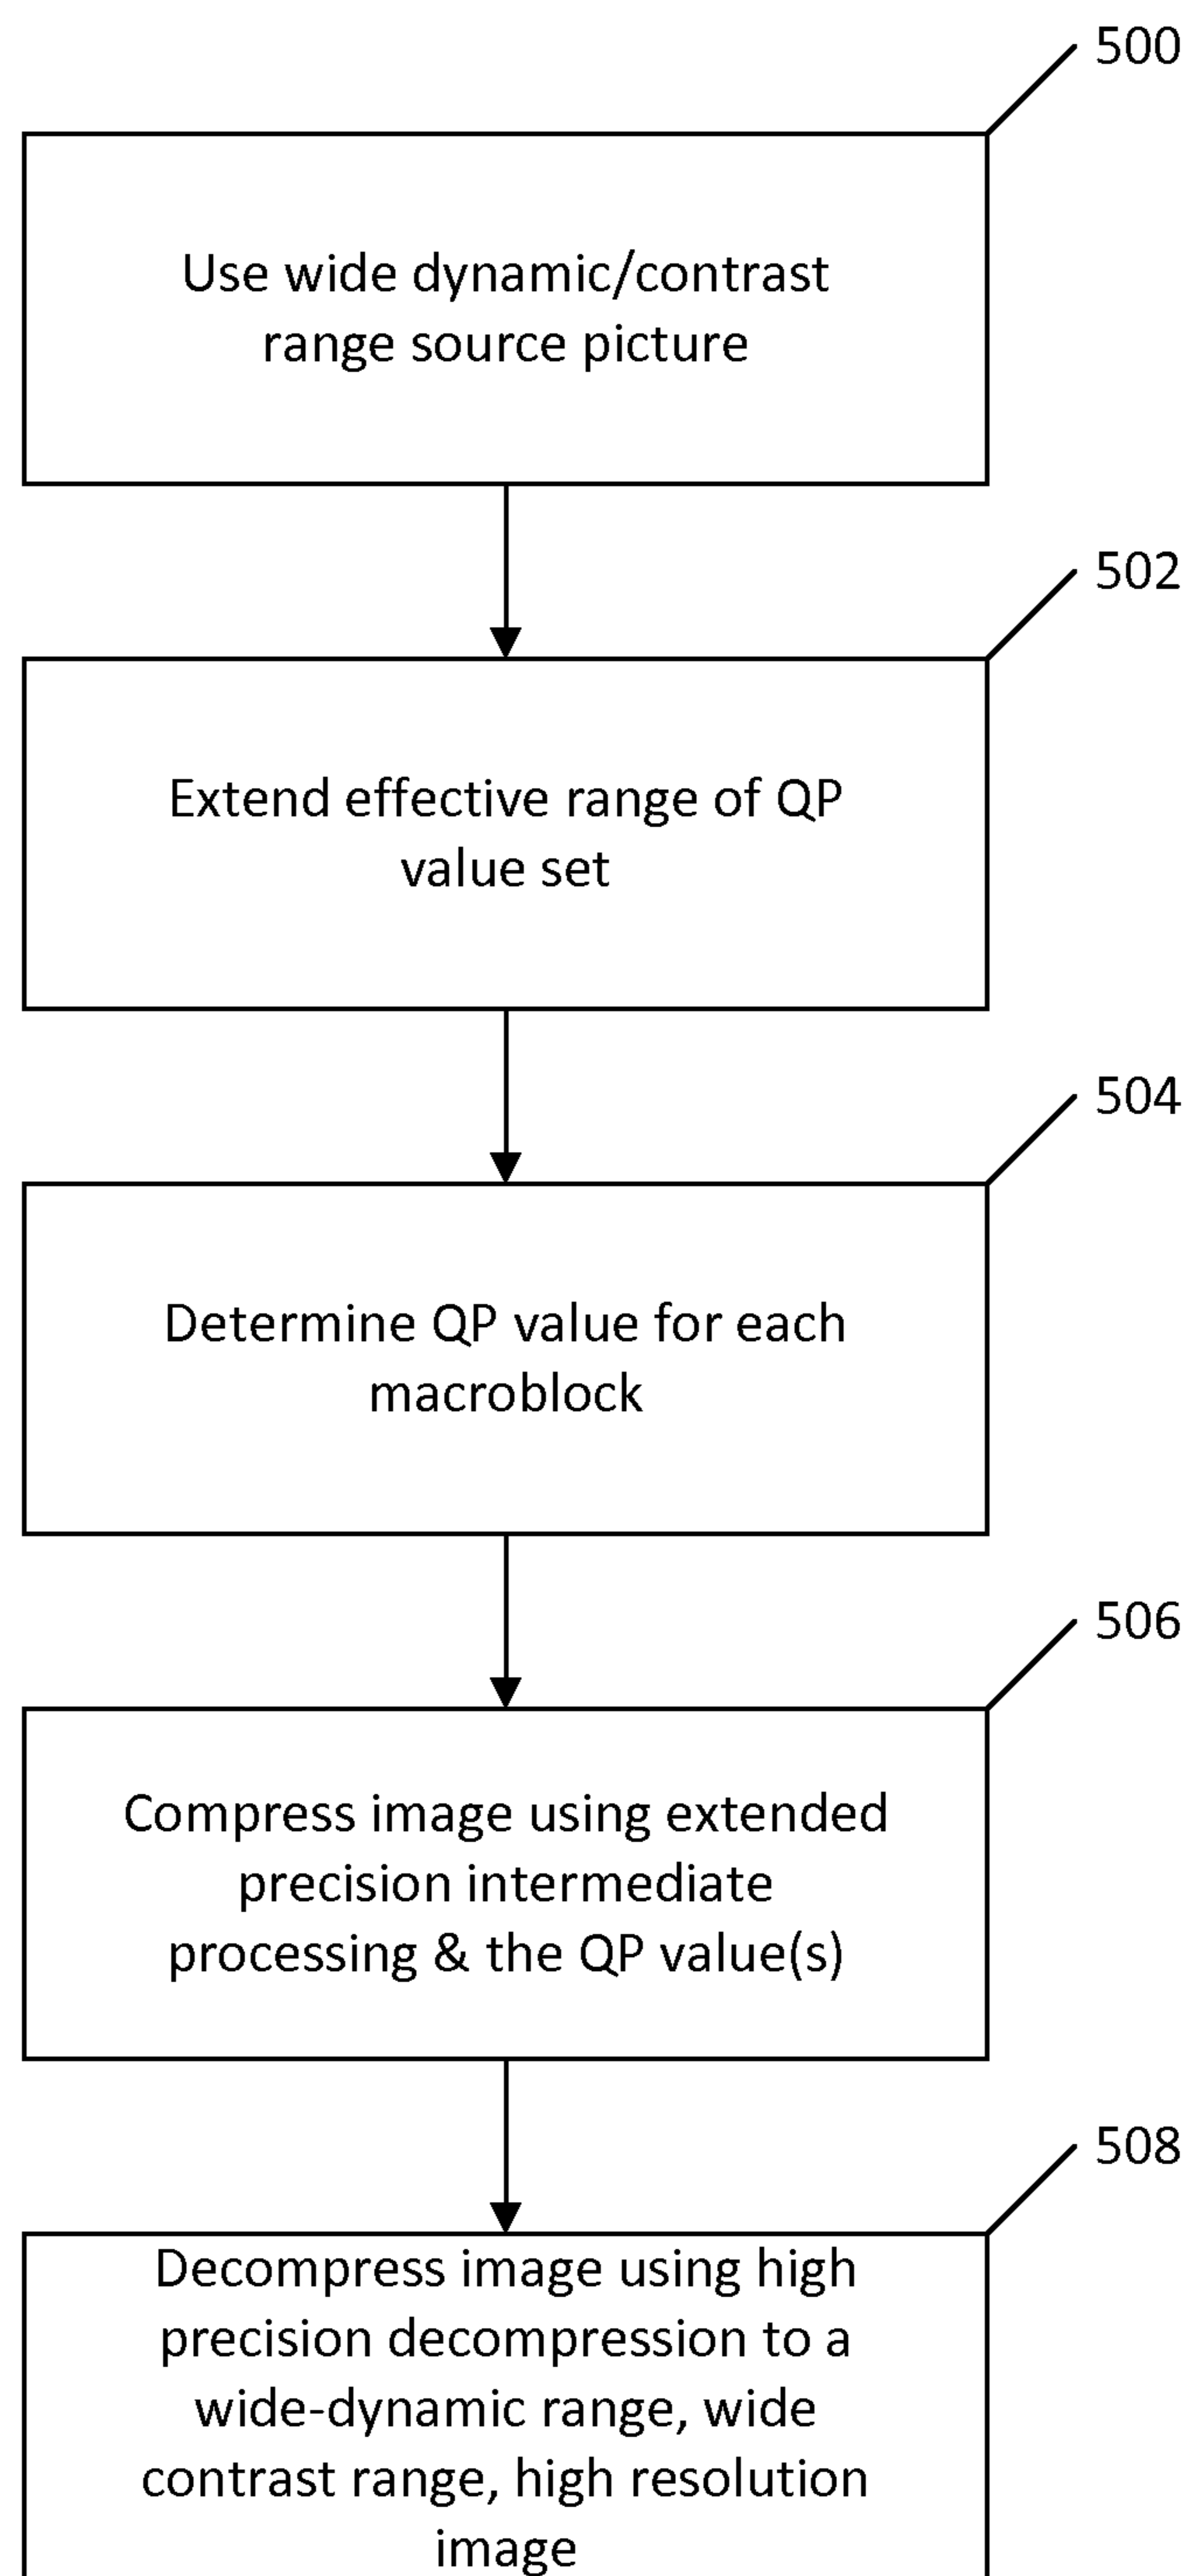 500
Use wide dynamic/contrast
range source picture
502
Extend effective range of QP
value set
504
Determine QP value for each
macroblock
506
Compress image using extended
precision intermediate
processing & the QP value(s)
508
Decompress image using high
precision decompression to a
wide-dynamic range, wide
contrast range, high resolution
image